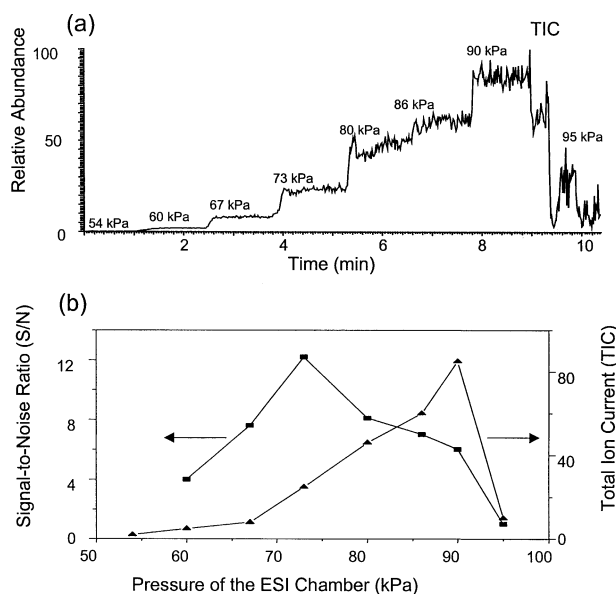 (a)
TIC
Relative Abundance
100
50
0
54 kPa
60 kPa
67 kPa
73 kPa
80 kPa
86 kPa
90 kPa
95 kPa
2
4
6
8
10
Time (min)
(b)
Signal-to-Noise Ratio (S/N)
12
8
4
0
Total Ion Current (TIC)
80
40
0
50
60
70
80
90
100
Pressure of the ESI Chamber (kPa)